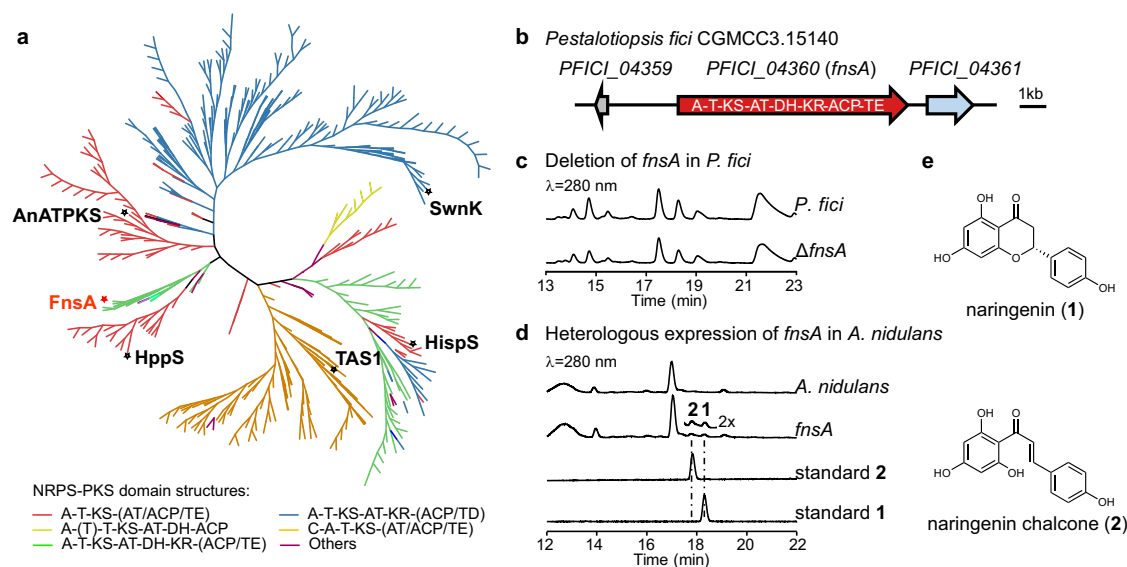 a
AnATPKS
SwnK
FnsA
HppS
TAS1
HispS
NRPS-PKS domain structures:
A-T-KS-(AT/ACP/TE)
A-T-KS-AT-KR-(ACP/TD)
A-(T)-T-KS-AT-DH-ACP
C-A-T-KS-(AT/ACP/TE)
A-T-KS-AT-DH-KR-(ACP/TE)
Others
b Pestalotiopsis fici CGMCC3.15140
PFICI_04359 PFICI_04360 (fnsA) PFICI_04361
A-T-KS-AT-DH-KR-ACP-TE
1kb
c Deletion of fnsA in P. fici
λ=280 nm
P. fici
ΔfnsA
13 15 17 19 21 23
Time (min)
d Heterologous expression of fnsA in A. nidulans
λ=280 nm
A. nidulans
2 1
2x
fnsA
standard 2
standard 1
12 14 16 18 20 22
Time (min)
e
OH O
HO O
OH
naringenin (1)
OH O
HO OH
OH
naringenin chalcone (2)